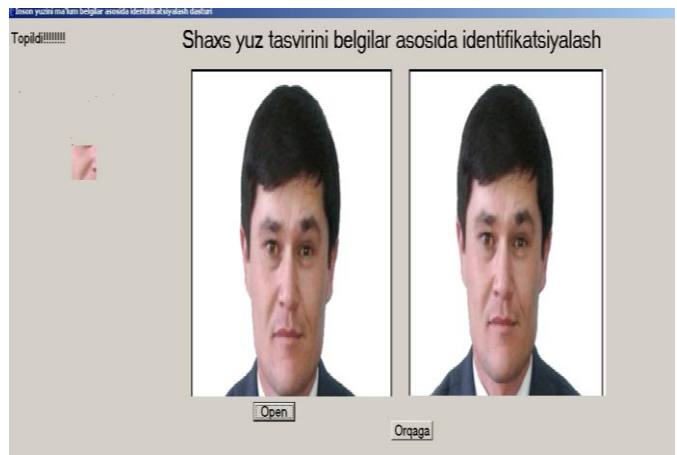 Inson yuzini ma'lum belgilar asosida identifikatsiyalash dasturi
Topildi!!!!!!!!
Shaxs yuz tasvirini belgilar asosida identifikatsiyalash
Open
Orqaga